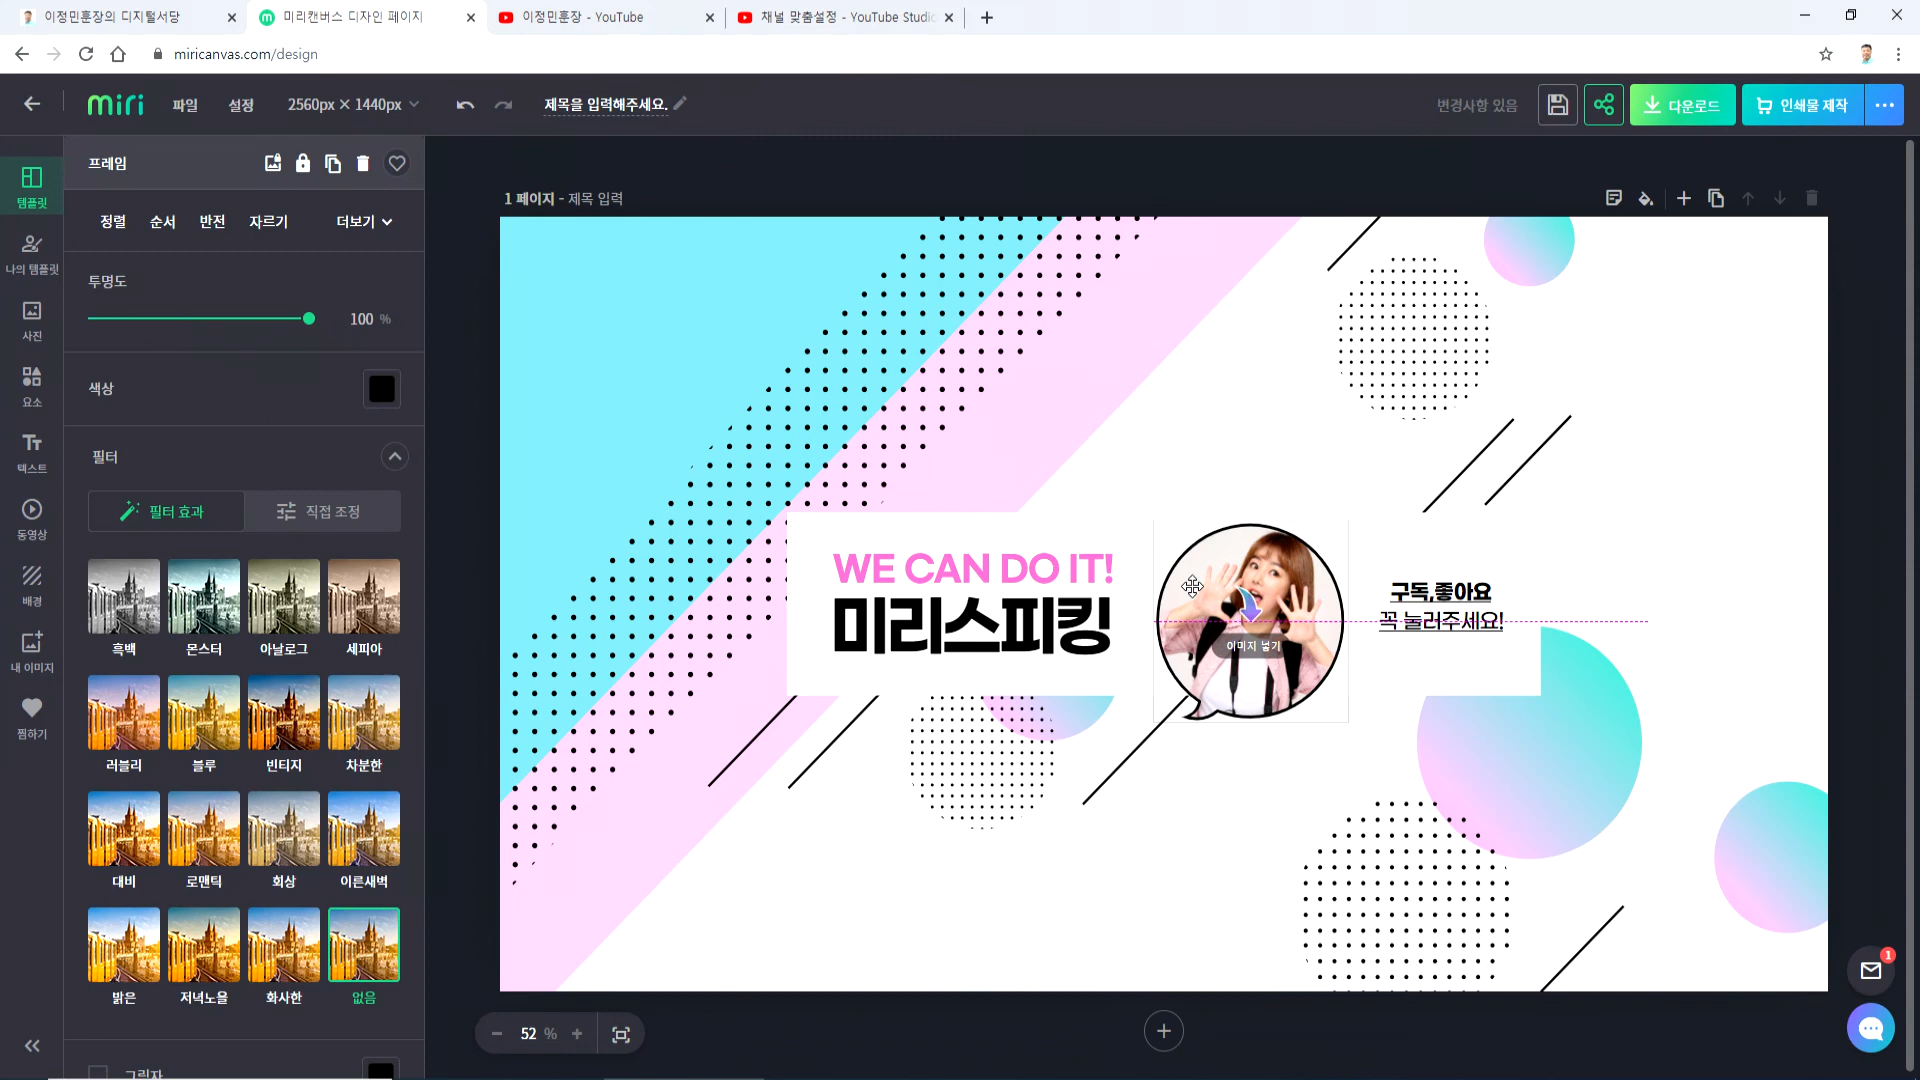 이정민훈장의 디지털서당
미리캔버스 디자인 페이지
이정민훈장 - YouTube
채널 맞춤설정 - YouTube Studio
miricanvas.com/design
miri
파일
설정
2560px × 1440px
제목을 입력해주세요.
변경사항 있음
다운로드
인쇄물 제작
템플릿
나의 템플릿
사진
요소
텍스트
동영상
배경
내 이미지
찜하기
프레임
정렬
순서
반전
자르기
더보기
투명도
100 %
색상
필터
필터 효과
직접 조정
흑백
몬스터
아날로그
세피아
러블리
블루
빈티지
차분한
대비
로맨틱
회상
이른새벽
밝은
저녁노을
화사한
없음
그림자
1 페이지 - 제목 입력
WE CAN DO IT!
미리스피킹
이미지 넣기
구독,좋아요
꼭 눌러주세요!
52 %
1